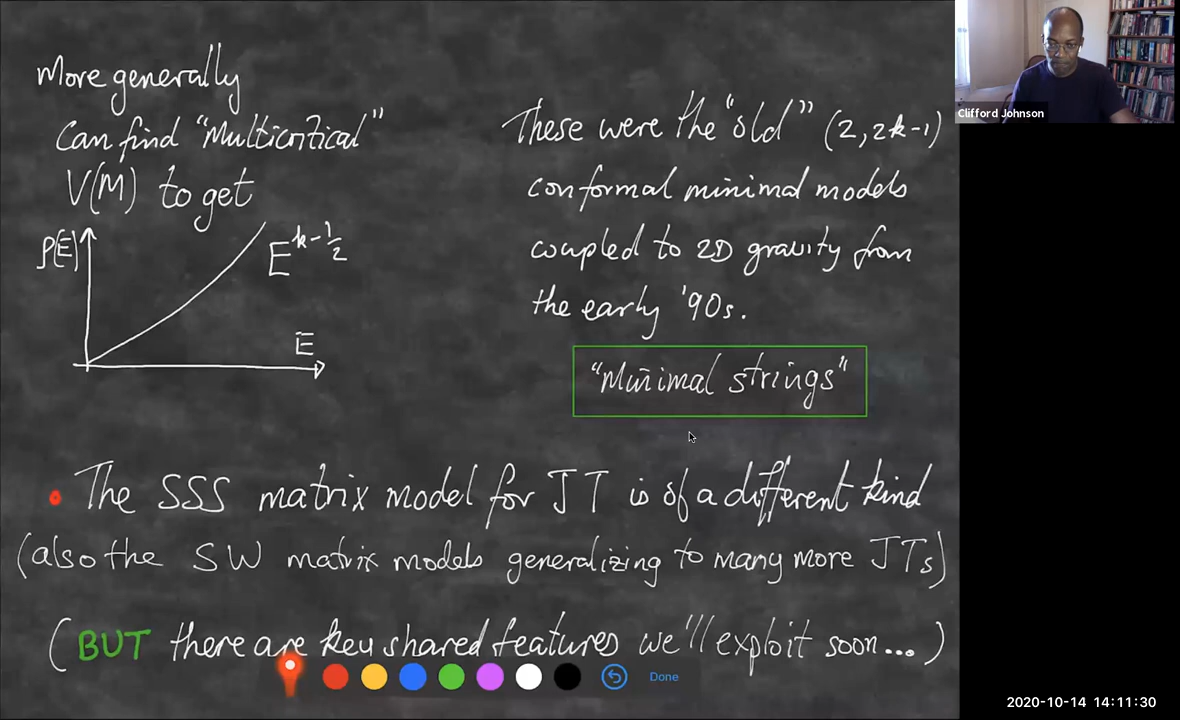 More generally
Can find "Multicritical"
V(M) to get
ρ(E)
E^{k-1/2}
E
These were the "old" (2,2k-1)
conformal minimal models
coupled to 2D gravity from
the early '90s.
"Minimal strings"
• The SSS matrix model for JT is of a different kind
(also the SW matrix models generalizing to many more JTs)
(BUT there are key shared features we'll exploit soon...)
Done
Clifford Johnson
2020-10-14 14:11:30